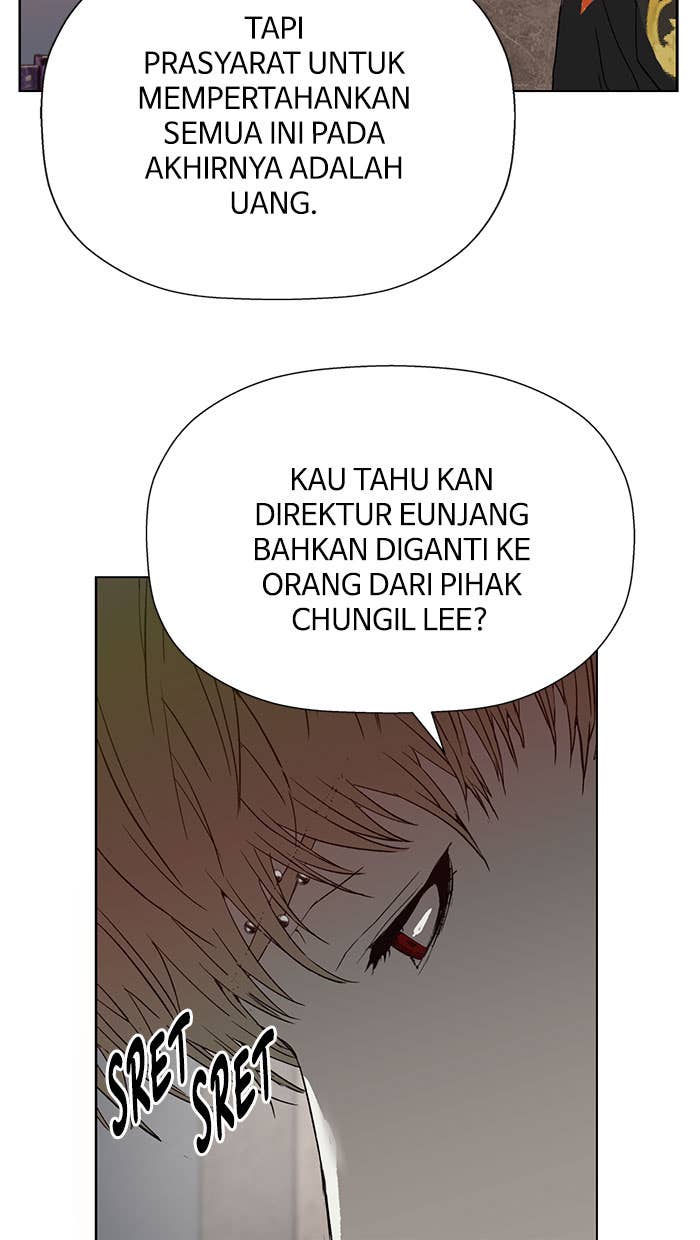 TAPI
PRASYARAT UNTUK
MEMPERTAHANKAN
SEMUA INI PADA
AKHIRNYA ADALAH
UANG.
KAU TAHU KAN
DIREKTUR EUNJANG
BAHKAN DIGANTI KE
ORANG DARI PIHAK
CHUNGIL LEE?
SRET
SRET